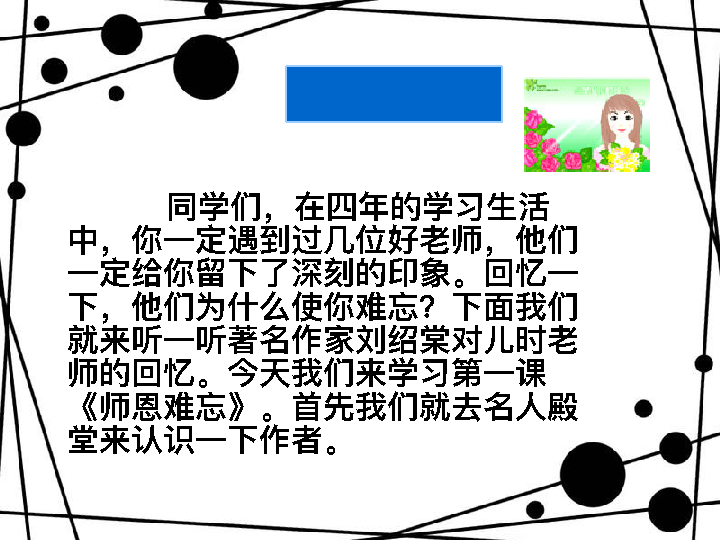 同学们，在四年的学习生活
中，你一定遇到过几位好老师，他们
一定给你留下了深刻的印象。回忆一
下，他们为什么使你难忘？下面我们
就来听一听著名作家刘绍棠对儿时老
师的回忆。今天我们来学习第一课
《师恩难忘》。首先我们就去名人殿
堂来认识一下作者。